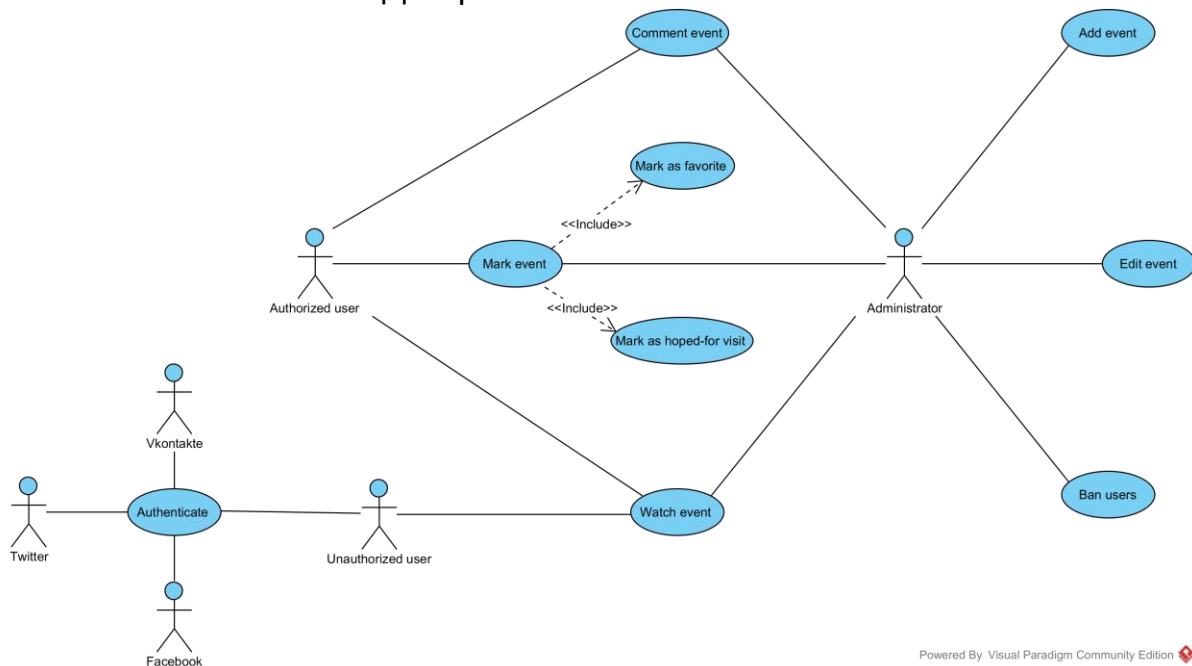 Comment event
Add event
Mark as favorite
<<Include>>
Authorized user
Mark event
Administrator
Edit event
<<Include>>
Mark as hoped-for visit
Vkontakte
Twitter
Authenticate
Unauthorized user
Watch event
Ban users
Facebook
Powered By Visual Paradigm Community Edition